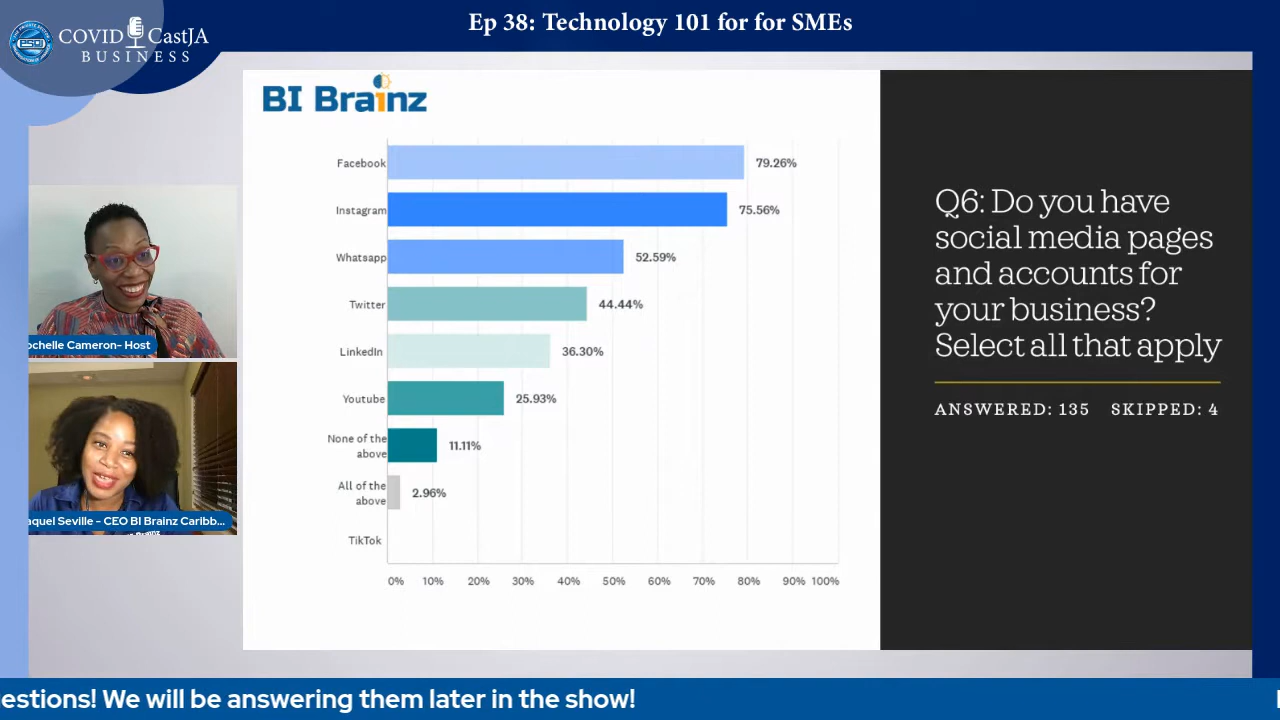 Ep 38: Technology 101 for for SMEs
COVID CastJA
BUSINESS
BI Brainz
Facebook 79.26%
Instagram 75.56%
Whatsapp 52.59%
Twitter 44.44%
LinkedIn 36.30%
Youtube 25.93%
None of the
above 11.11%
All of the
above 2.96%
TikTok
0% 10% 20% 30% 40% 50% 60% 70% 80% 90% 100%
Q6: Do you have
social media pages
and accounts for
your business?
Select all that apply
ANSWERED: 135 SKIPPED: 4
ochelle Cameron- Host
aquel Seville - CEO BI Brainz Caribb...
estions! We will be answering them later in the show!